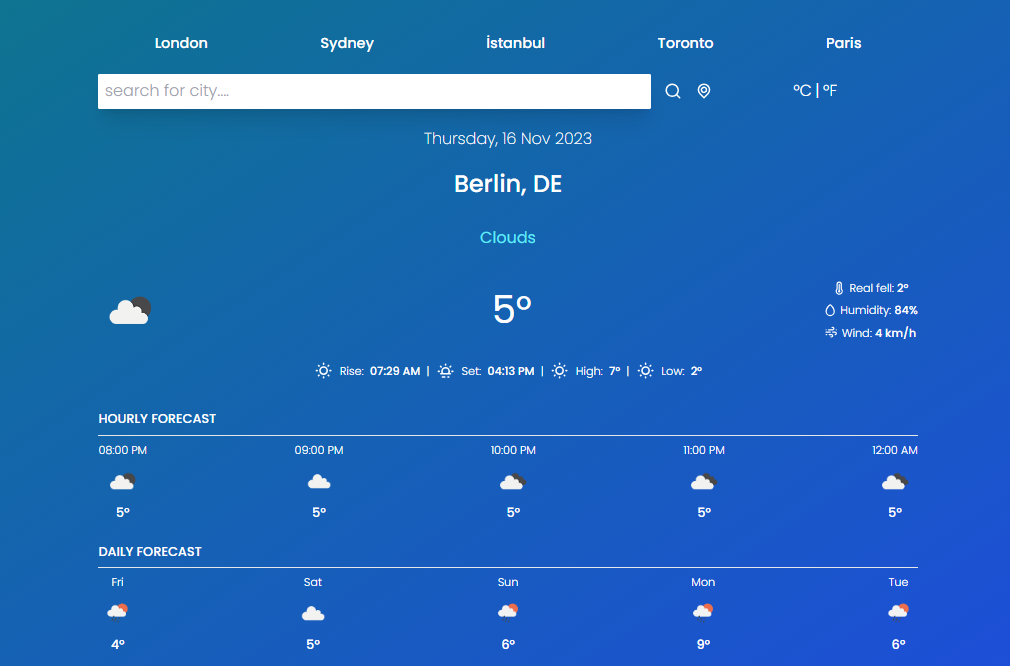 London Sydney İstanbul Toronto Paris
search for city.... °C | °F
Thursday, 16 Nov 2023
Berlin, DE
Clouds
Real fell: 2°
5°
Humidity: 84%
Wind: 4 km/h
Rise: 07:29 AM | Set: 04:13 PM | High: 7° | Low: 2°
HOURLY FORECAST
08:00 PM 09:00 PM 10:00 PM 11:00 PM 12:00 AM
5° 5° 5° 5° 5°
DAILY FORECAST
Fri Sat Sun Mon Tue
4° 5° 6° 9° 6°